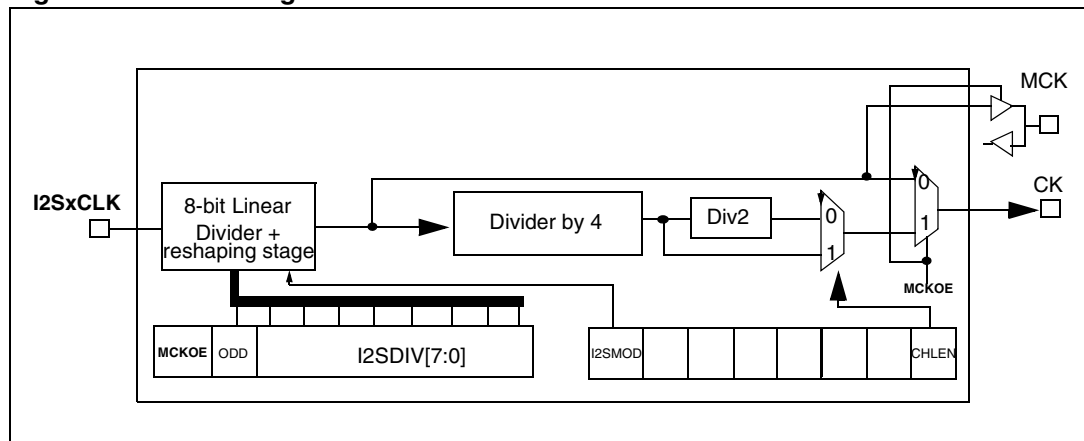 MCK
I2SxCLK
8-bit Linear
Divider +
reshaping stage
Divider by 4
Div2
0
1
0
1
CK
MCKOE
MCKOE
ODD
I2SDIV[7:0]
I2SMOD
CHLEN